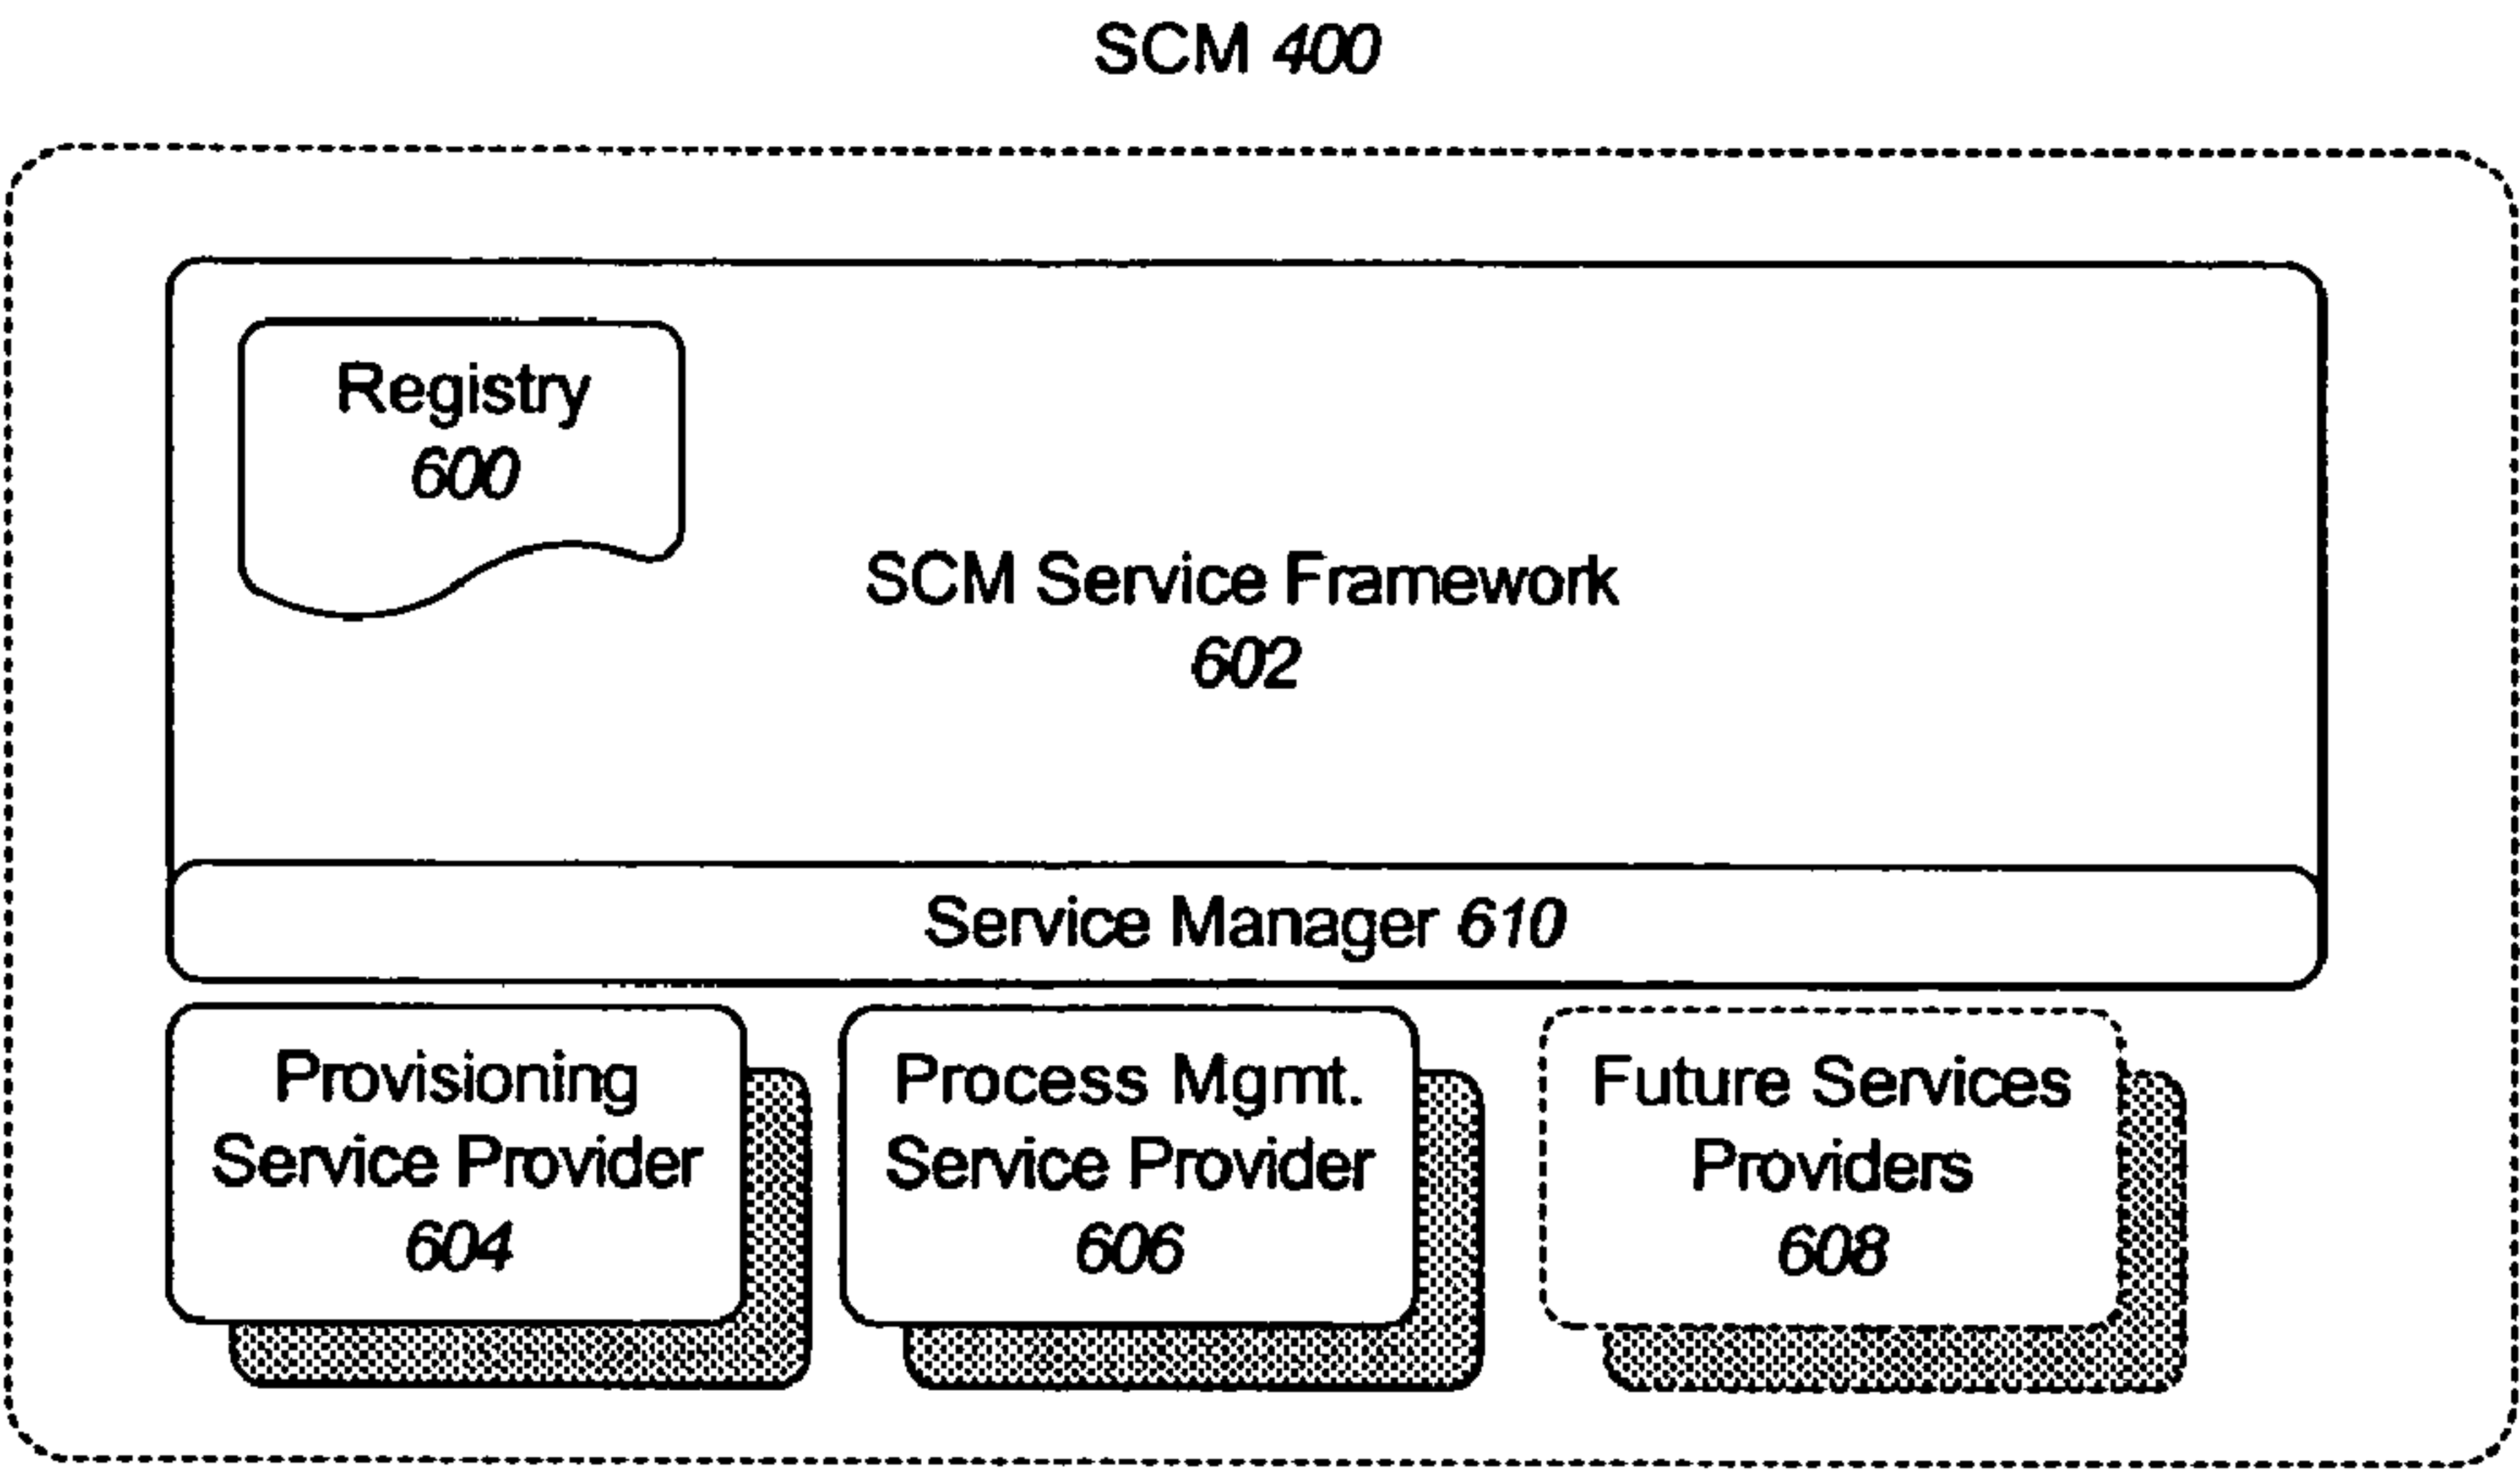 SCM 400
Registry
600
SCM Service Framework
602
Service Manager 610
Provisioning
Service Provider
604
Process Mgmt.
Service Provider
606
Future Services
Providers
608